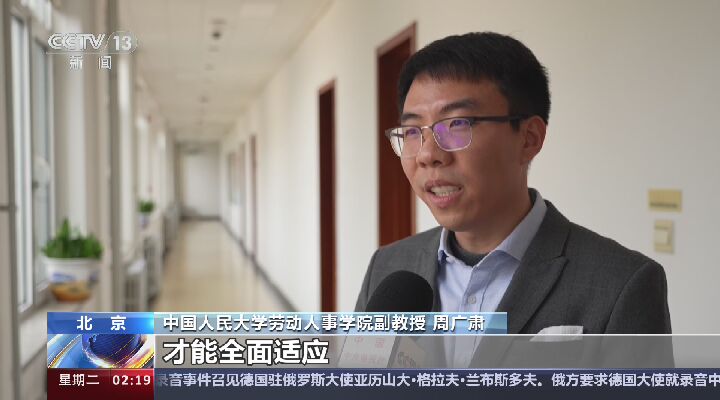 CCTV 13
新闻
北京
中国人民大学劳动人事学院副教授 周广肃
才能全面适应
星期二 02:19 录音事件召见德国驻俄罗斯大使亚历山大·格拉夫·兰布斯多夫。俄方要求德国大使就录音中